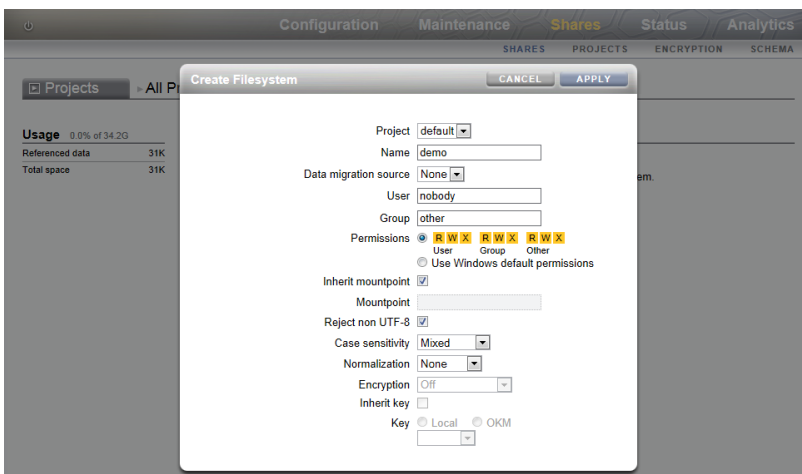 Configuration Maintenance Shares Status Analytics
SHARES PROJECTS ENCRYPTION SCHEMA
Projects All Pr
Create Filesystem CANCEL APPLY
Usage 0.0% of 34.2G
Referenced data 31K
Total space 31K
em.
Project default
Name demo
Data migration source None
User nobody
Group other
Permissions R W X R W X R W X
User Group Other
Use Windows default permissions
Inherit mountpoint
Mountpoint
Reject non UTF-8
Case sensitivity Mixed
Normalization None
Encryption Off
Inherit key
Key Local OKM